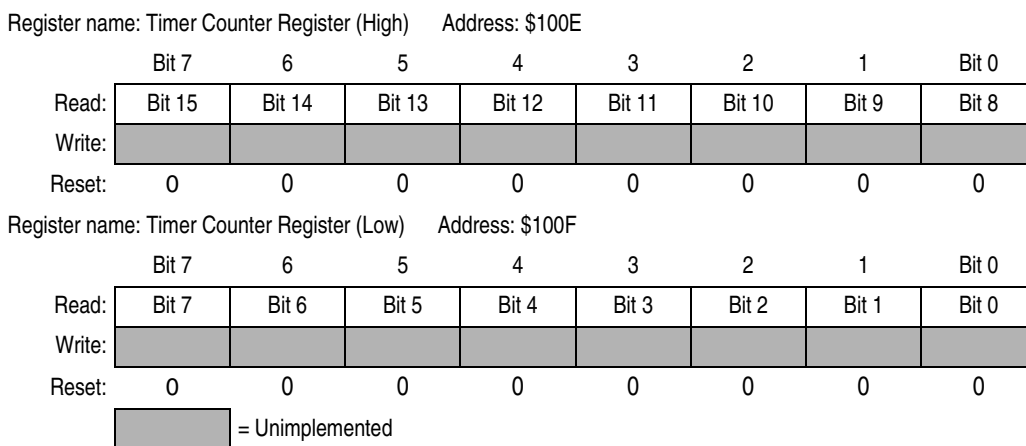 Register name: Timer Counter Register (High) Address: $100E
Bit 7 6 5 4 3 2 1 Bit 0
Read: Bit 15 Bit 14 Bit 13 Bit 12 Bit 11 Bit 10 Bit 9 Bit 8
Write:
Reset: 0 0 0 0 0 0 0 0
Register name: Timer Counter Register (Low) Address: $100F
Bit 7 6 5 4 3 2 1 Bit 0
Read: Bit 7 Bit 6 Bit 5 Bit 4 Bit 3 Bit 2 Bit 1 Bit 0
Write:
Reset: 0 0 0 0 0 0 0 0
= Unimplemented